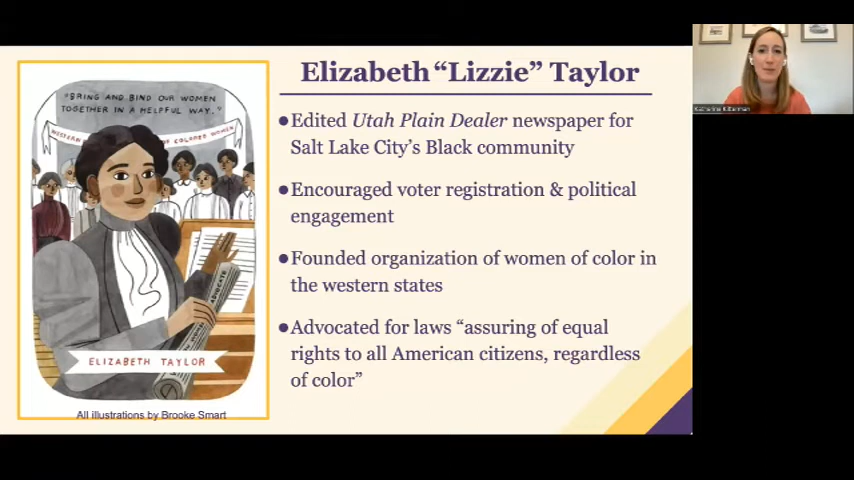 Elizabeth “Lizzie” Taylor
●Edited Utah Plain Dealer newspaper for
Salt Lake City’s Black community
●Encouraged voter registration & political
engagement
●Founded organization of women of color in
the western states
●Advocated for laws “assuring of equal
rights to all American citizens, regardless
of color”
"BRING AND BIND OUR WOMEN
TOGETHER IN A HELPFUL WAY."
WESTERN
OF COLORED WOMEN
ADVOCATE
ELIZABETH TAYLOR
All illustrations by Brooke Smart
Katherine Kitterman